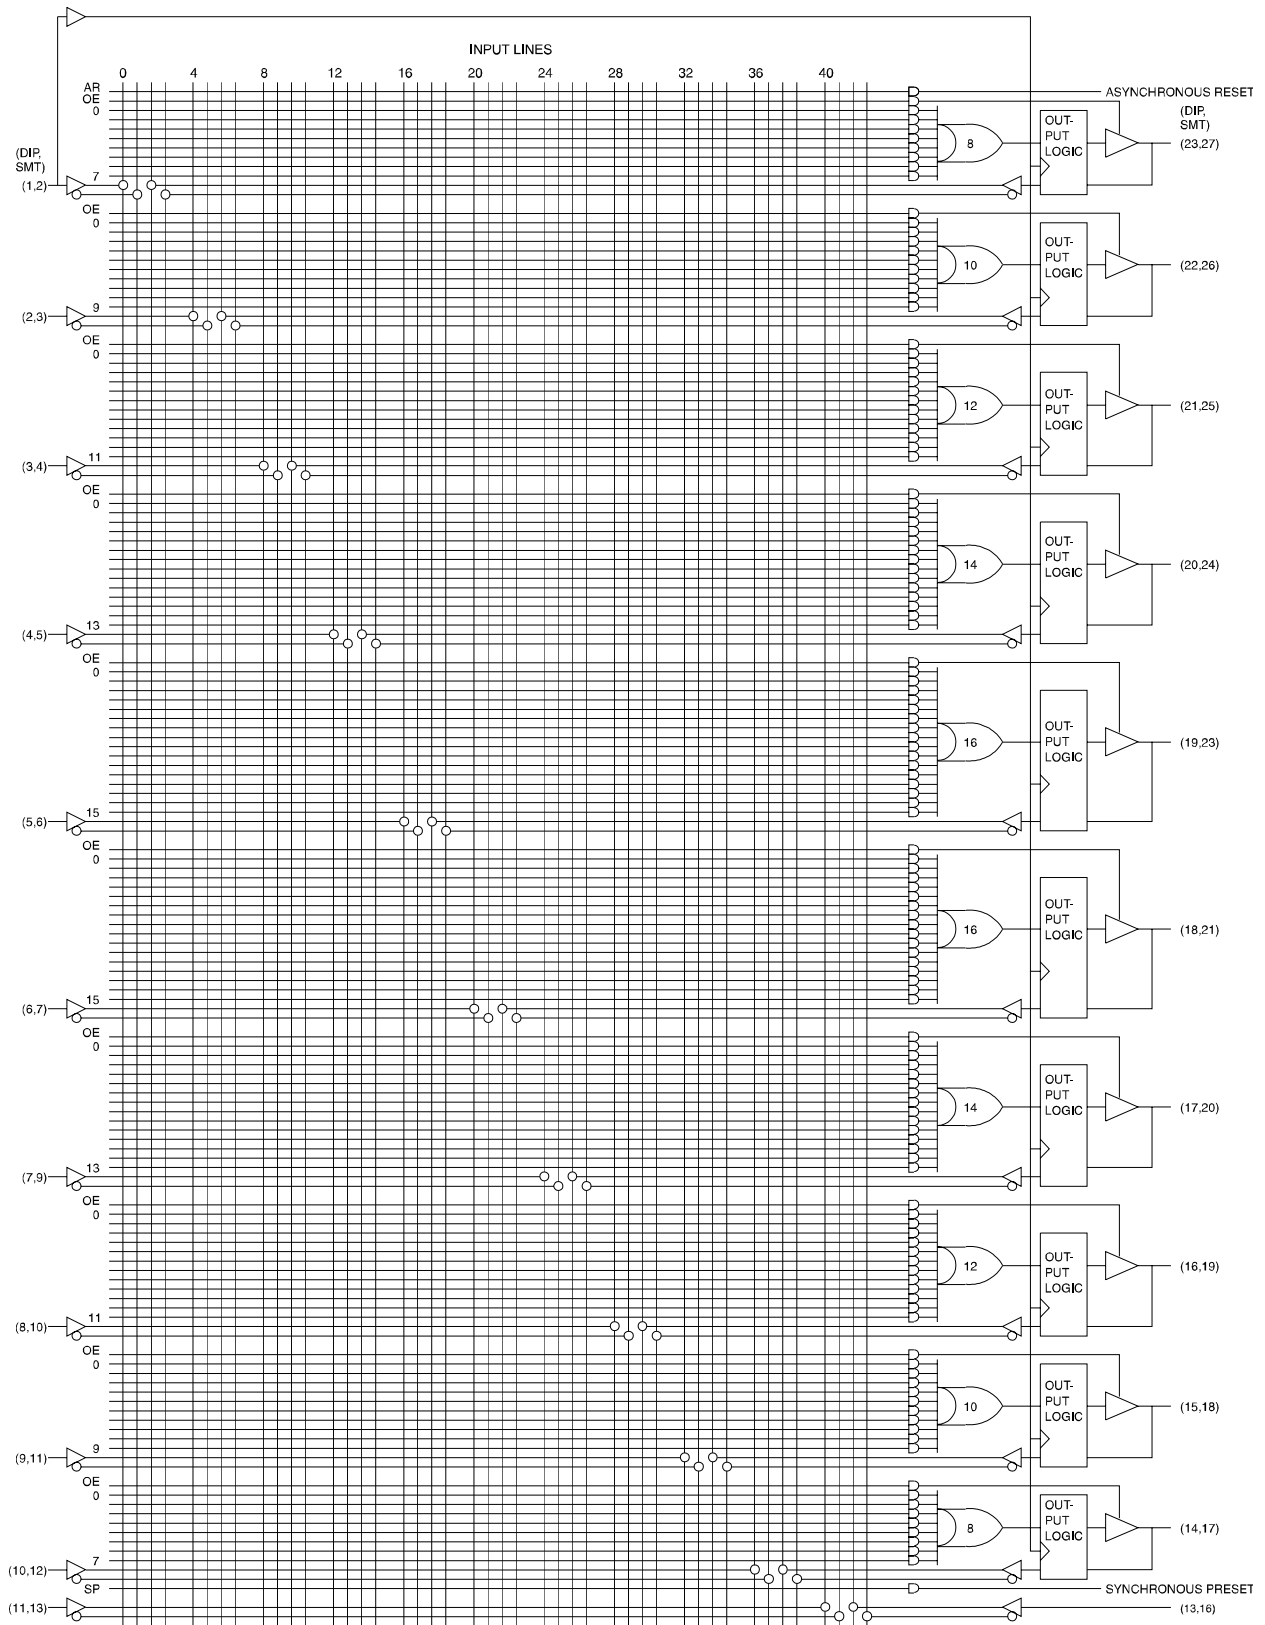 INPUT LINES
0 4 8 12 16 20 24 28 32 36 40
AR ASYNCHRONOUS RESET
OE
0
(DIP, SMT)
OUT-
PUT
LOGIC
8
(23,27)
(DIP,
SMT)
7
(1,2)
OE
0
OUT-
PUT
LOGIC
10
(22,26)
9
(2,3)
OE
0
OUT-
PUT
LOGIC
12
(21,25)
11
(3,4)
OE
0
OUT-
PUT
LOGIC
14
(20,24)
13
(4,5)
OE
0
OUT-
PUT
LOGIC
16
(19,23)
15
(5,6)
OE
0
OUT-
PUT
LOGIC
16
(18,21)
15
(6,7)
OE
0
OUT-
PUT
LOGIC
14
(17,20)
13
(7,9)
OE
0
OUT-
PUT
LOGIC
12
(16,19)
11
(8,10)
OE
0
OUT-
PUT
LOGIC
10
(15,18)
9
(9,11)
OE
0
OUT-
PUT
LOGIC
8
(14,17)
7
(10,12)
SP SYNCHRONOUS PRESET
(11,13) (13,16)